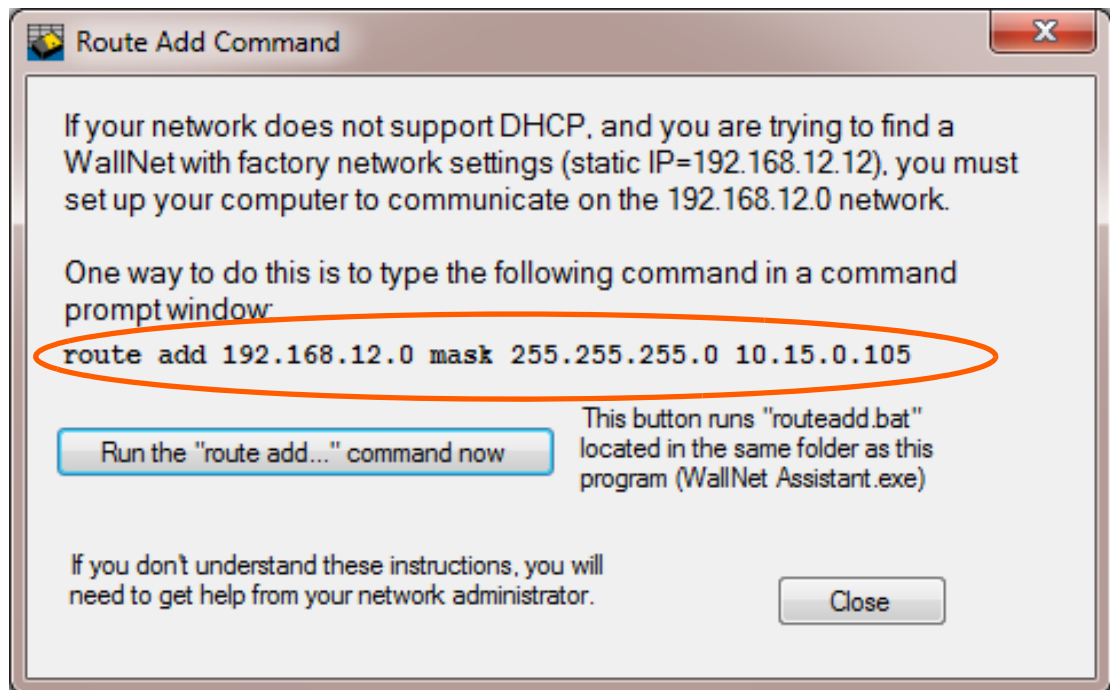 Route Add Command
If your network does not support DHCP, and you are trying to find a
WallNet with factory network settings (static IP=192.168.12.12), you must
set up your computer to communicate on the 192.168.12.0 network.
One way to do this is to type the following command in a command
prompt window:
route add 192.168.12.0 mask 255.255.255.0 10.15.0.105
Run the "route add..." command now
This button runs "routeadd.bat"
located in the same folder as this
program (WallNet Assistant.exe)
If you don't understand these instructions, you will
need to get help from your network administrator.
Close